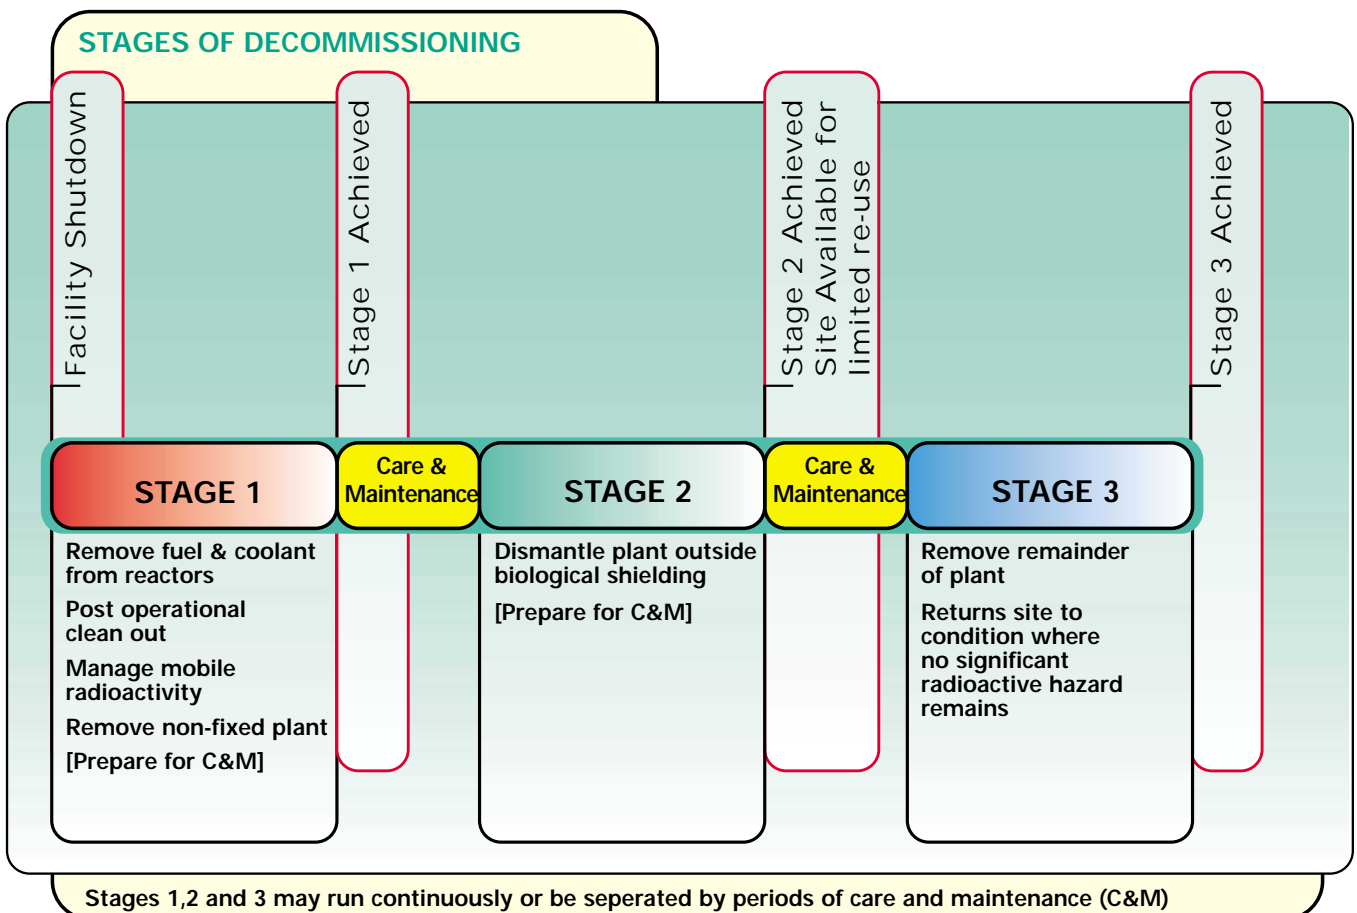 STAGES OF DECOMMISSIONING
Facility Shutdown
Stage 1 Achieved
Stage 2 Achieved
Site Available for
limited re-use
Stage 3 Achieved
STAGE 1
Care &
Maintenance
STAGE 2
Care &
Maintenance
STAGE 3
Remove fuel & coolant
from reactors
Post operational
clean out
Manage mobile
radioactivity
Remove non-fixed plant
[Prepare for C&M]
Dismantle plant outside
biological shielding
[Prepare for C&M]
Remove remainder
of plant
Returns site to
condition where
no significant
radioactive hazard
remains
Stages 1,2 and 3 may run continuously or be seperated by periods of care and maintenance (C&M)